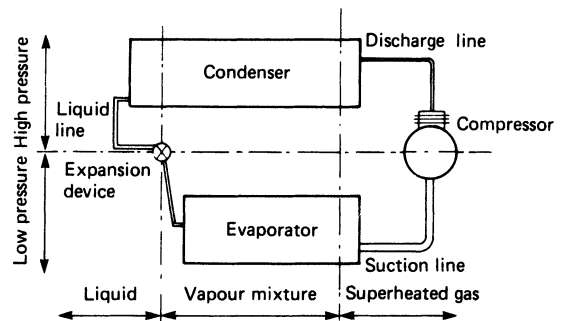 Discharge line
Condenser
High pressure
Liquid
line
Compressor
Expansion
device
Low pressure
Evaporator
Suction line
Liquid
Vapour mixture
Superheated gas